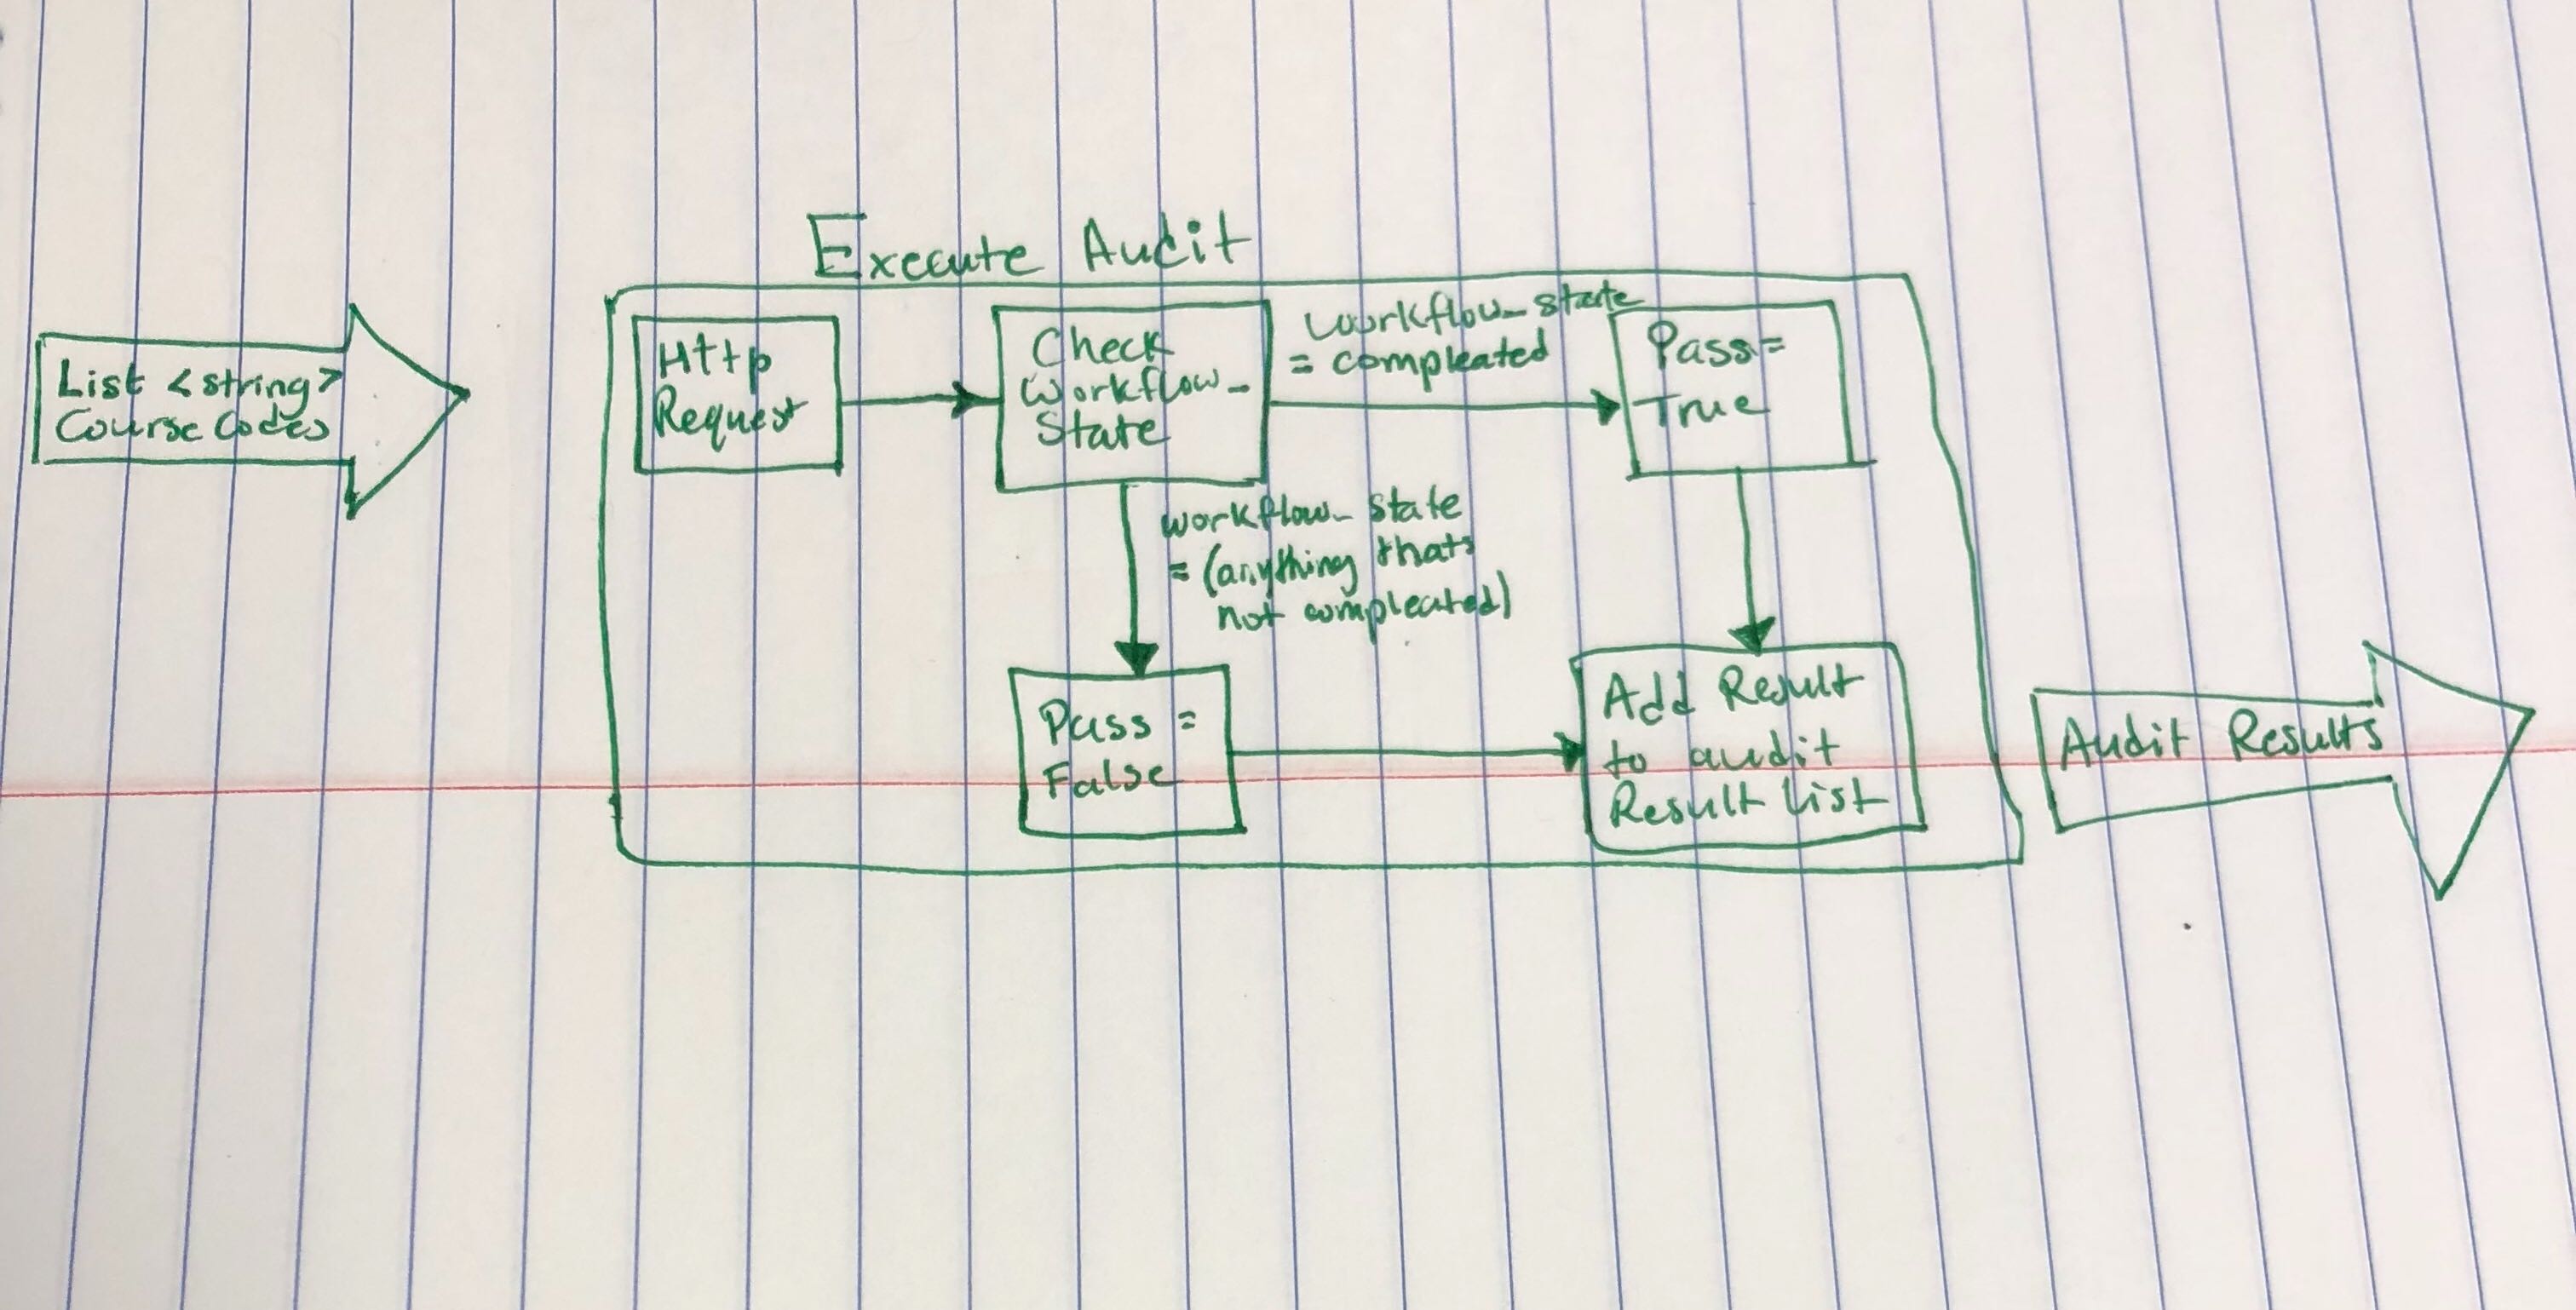 Execute Audit
List <string>
Course Codes
Http
Request
Check
Workflow_
State
workflow_state
= compleated
Pass=
True
workflow_state
= (anything thats
not compleated)
Pass =
False
Add Result
to audit
Result List
Audit Results